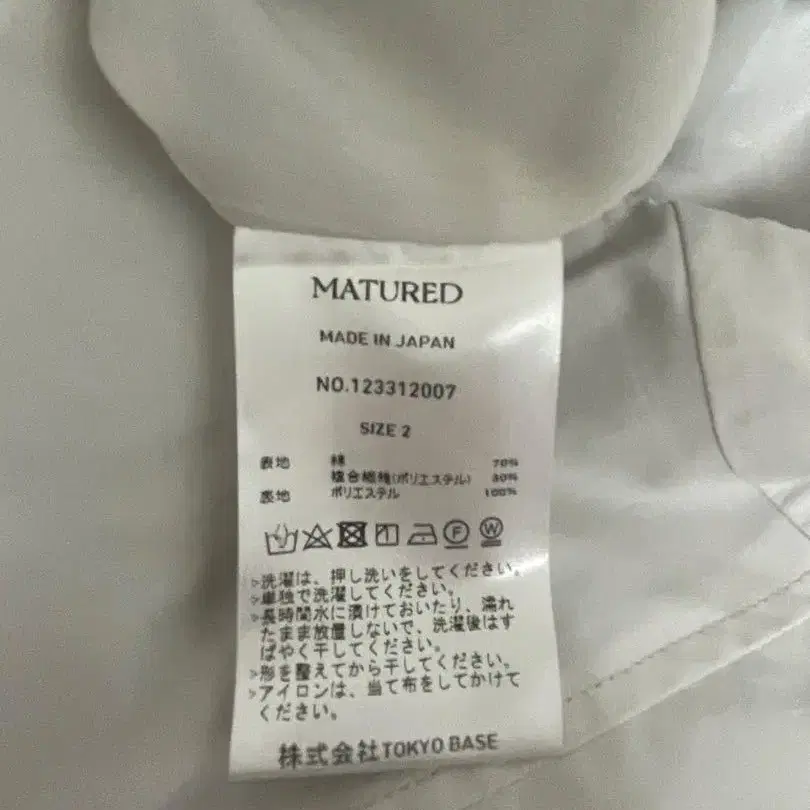 MATURED
MADE IN JAPAN
NO.123312007
SIZE 2
表地 綿 70%
複合繊維(ポリエステル) 30%
裏地 ポリエステル 100%
F W
>洗濯は、押し洗いをしてください。
>単独で洗濯してください。
>長時間水に漬けておいたり、濡れ
たまま放置しないで、洗濯後はす
ばやく干してください。
>形を整えてから干してください。
>アイロンは、当て布をしてかけて
ください。
株式会社TOKYO BASE